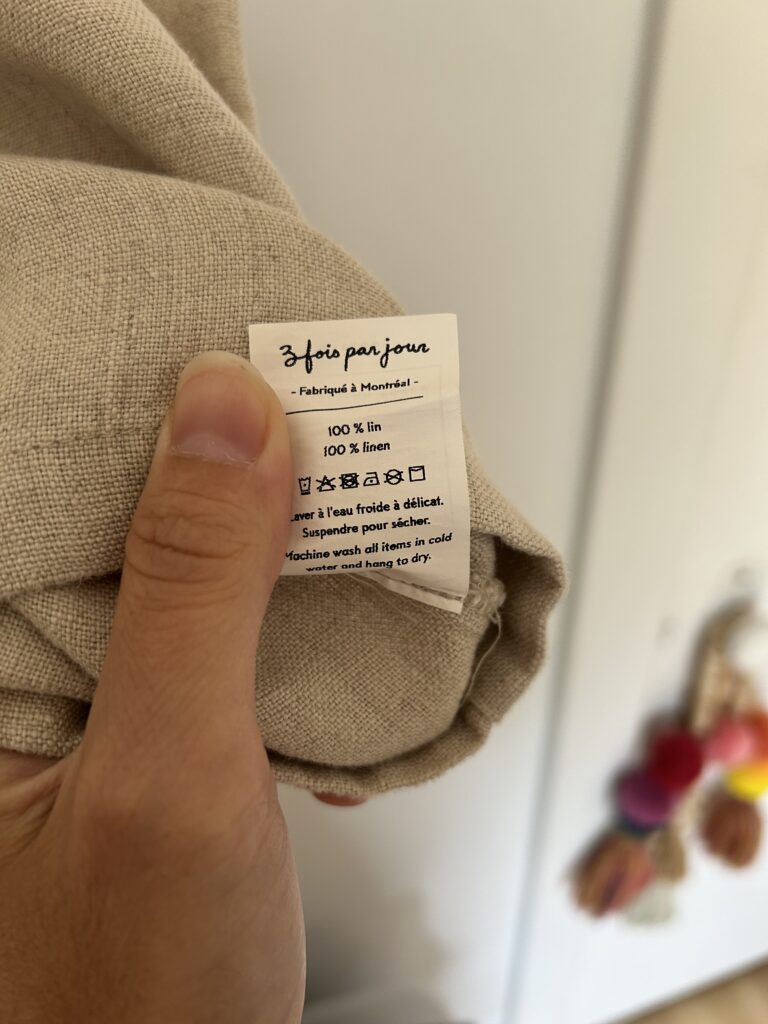 3 fois par jour
- Fabriqué à Montréal -
100 % lin
100 % linen
Laver à l'eau froide à délicat.
Suspendre pour sécher.
Machine wash all items in cold
water and hang to dry.